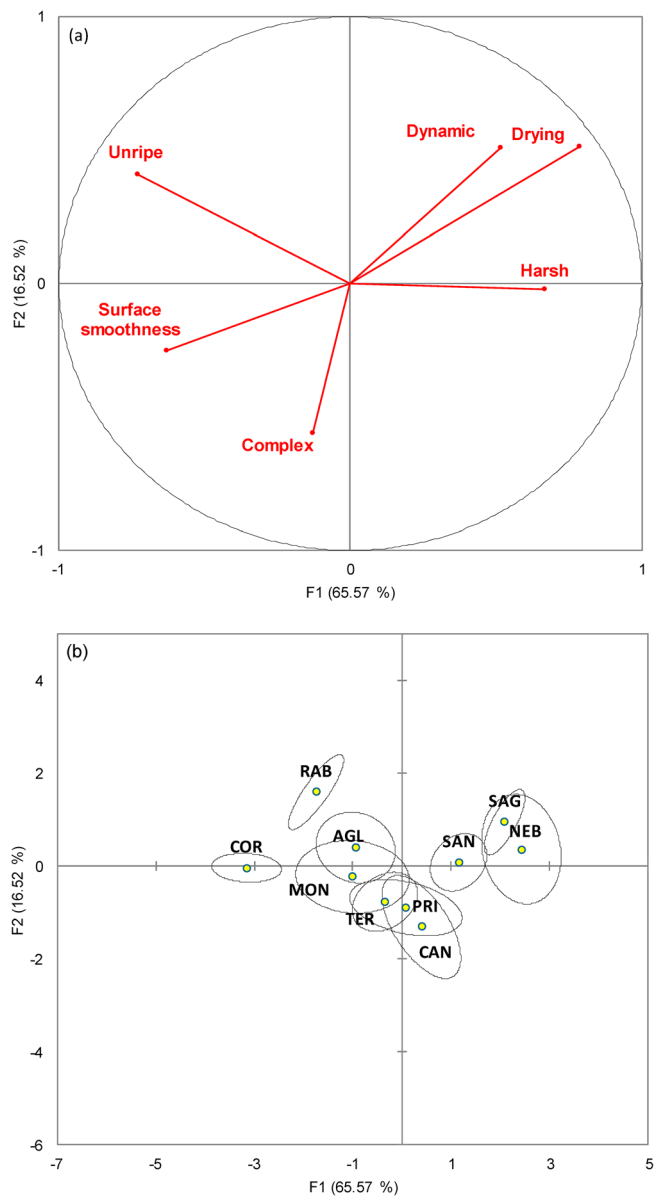 (a)
1
Dynamic
Drying
Unripe
F2 (16.52 %)
0
Harsh
Surface
smoothness
Complex
-1
-1
0
1
F1 (65.57 %)
(b)
4
RAB
2
SAG
AGL
SAN
NEB
COR
0
F2 (16.52 %)
MON
TER
PRI
CAN
-2
-4
-6
-7
-5
-3
-1
1
3
5
F1 (65.57 %)